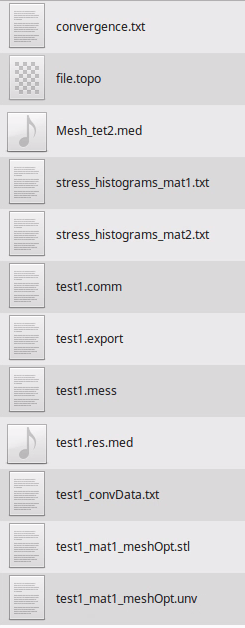 convergence.txt
file.topo
Mesh_tet2.med
stress_histograms_mat1.txt
stress_histograms_mat2.txt
test1.comm
test1.export
test1.mess
test1.res.med
test1_convData.txt
test1_mat1_meshOpt.stl
test1_mat1_meshOpt.unv